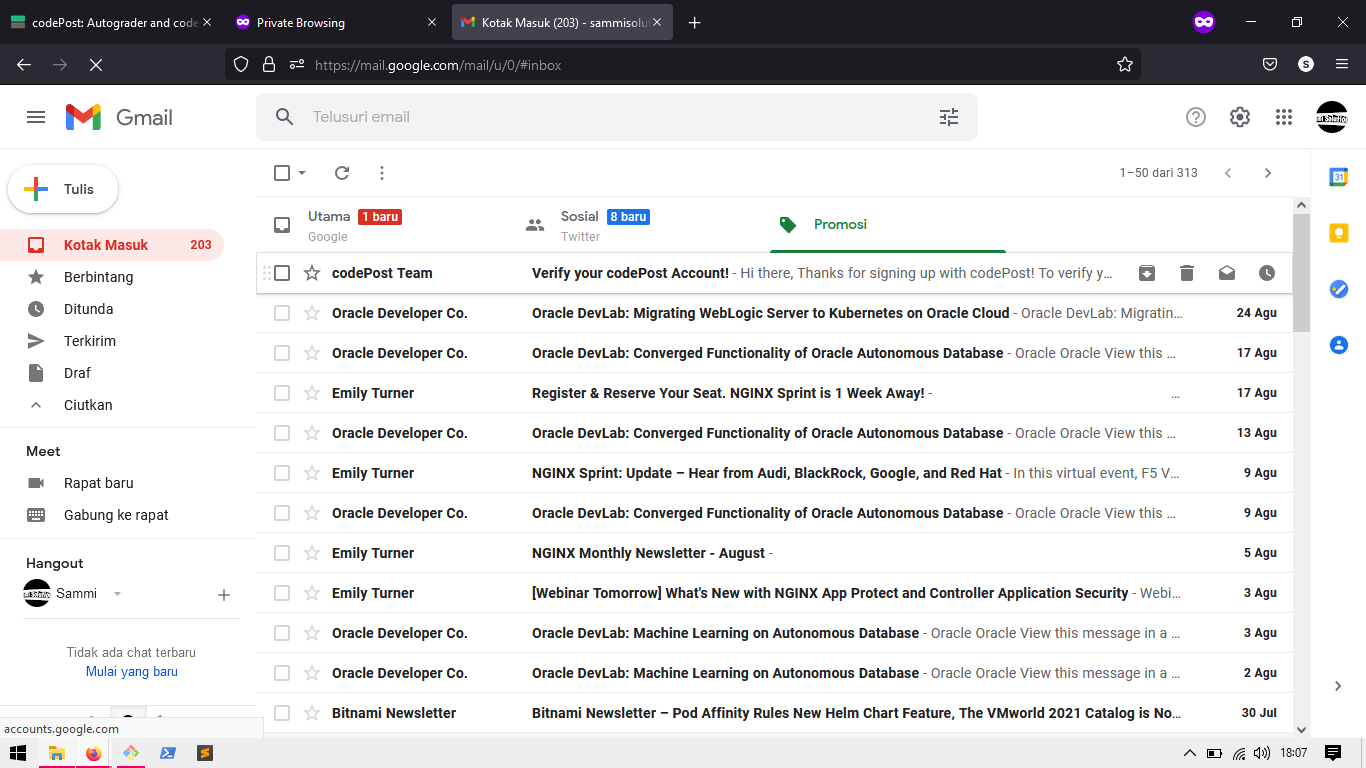 codePost: Autograder and code
Private Browsing
Kotak Masuk (203) - sammisolu
https://mail.google.com/mail/u/0/#inbox
S
Gmail
Telusuri email
Tulis
1–50 dari 313
Kotak Masuk 203
Berbintang
Ditunda
Terkirim
Draf
Ciutkan
Meet
Rapat baru
Gabung ke rapat
Hangout
Sammi
Tidak ada chat terbaru
Mulai yang baru
accounts.google.com
Utama 1 baru
Google
Sosial 8 baru
Twitter
Promosi
codePost Team Verify your codePost Account! - Hi there, Thanks for signing up with codePost! To verify y…
Oracle Developer Co. Oracle DevLab: Migrating WebLogic Server to Kubernetes on Oracle Cloud - Oracle DevLab: Migratin… 24 Agu
Oracle Developer Co. Oracle DevLab: Converged Functionality of Oracle Autonomous Database - Oracle Oracle View this … 17 Agu
Emily Turner Register & Reserve Your Seat. NGINX Sprint is 1 Week Away! - … 17 Agu
Oracle Developer Co. Oracle DevLab: Converged Functionality of Oracle Autonomous Database - Oracle Oracle View this … 13 Agu
Emily Turner NGINX Sprint: Update – Hear from Audi, BlackRock, Google, and Red Hat - In this virtual event, F5 V… 9 Agu
Oracle Developer Co. Oracle DevLab: Converged Functionality of Oracle Autonomous Database - Oracle Oracle View this … 9 Agu
Emily Turner NGINX Monthly Newsletter - August - 5 Agu
Emily Turner [Webinar Tomorrow] What's New with NGINX App Protect and Controller Application Security - Webi… 3 Agu
Oracle Developer Co. Oracle DevLab: Machine Learning on Autonomous Database - Oracle Oracle View this message in a … 3 Agu
Oracle Developer Co. Oracle DevLab: Machine Learning on Autonomous Database - Oracle Oracle View this message in a … 2 Agu
Bitnami Newsletter Bitnami Newsletter – Pod Affinity Rules New Helm Chart Feature, The VMworld 2021 Catalog is No… 30 Jul
31
18:07